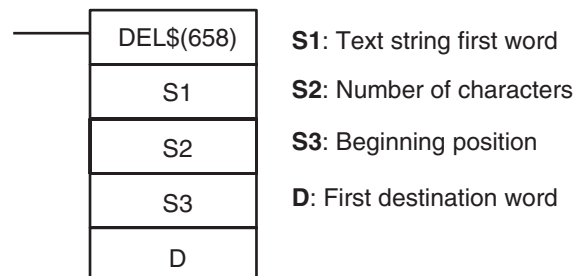 DEL$(658)
S1
S2
S3
D
S1: Text string first word
S2: Number of characters
S3: Beginning position
D: First destination word